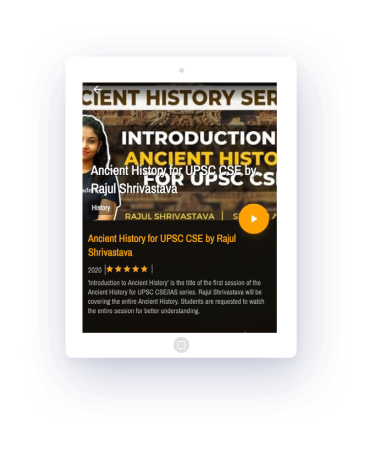 CIENT HISTORY SER
INTRODUCTION
ANCIENT HISTO
FOR UPSC CSE
Ancient History for UPSC CSE by
Rajul Shrivastava
History
RAJUL SHRIVASTAVA | S
Ancient History for UPSC CSE by Rajul
Shrivastava
2020 | ★★★★★ |
'Introduction to Ancient History' is the title of the first session of the
Ancient History for UPSC CSE/IAS series. Rajul Shrivastava will be
covering the entire Ancient History. Students are requested to watch
the entire session for better understanding.